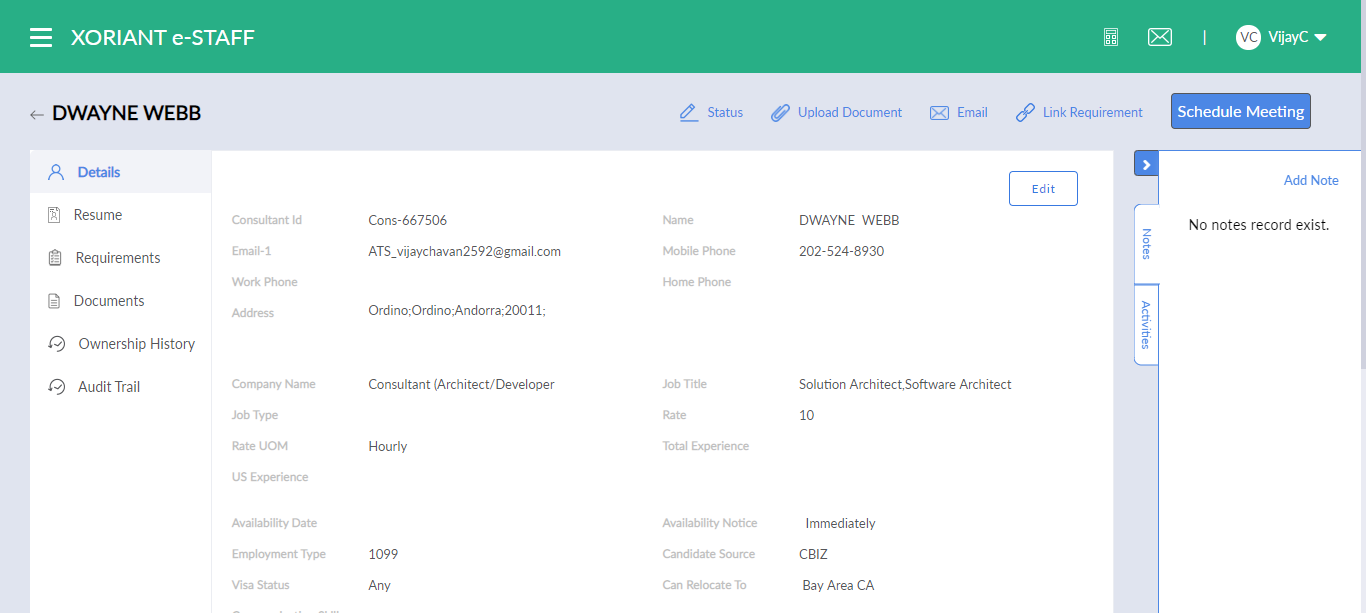 XORIANT e-STAFF
VC VijayC
DWAYNE WEBB
Status Upload Document Email Link Requirement Schedule Meeting
Details
Resume
Requirements
Documents
Ownership History
Audit Trail
Edit
Consultant Id Cons-667506 Name DWAYNE WEBB
Email-1 ATS_vijaychavan2592@gmail.com Mobile Phone 202-524-8930
Work Phone Home Phone
Address Ordino;Ordino;Andorra;20011;
Company Name Consultant (Architect/Developer Job Title Solution Architect,Software Architect
Job Type Rate 10
Rate UOM Hourly Total Experience
US Experience
Availability Date Availability Notice Immediately
Employment Type 1099 Candidate Source CBIZ
Visa Status Any Can Relocate To Bay Area CA
Add Note
No notes record exist.
Notes
Activities